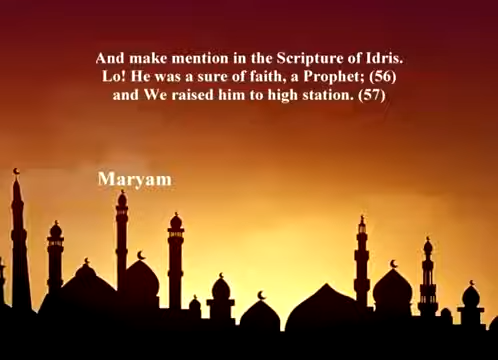 And make mention in the Scripture of Idris.
Lo! He was a sure of faith, a Prophet; (56)
and We raised him to high station. (57)
Maryam